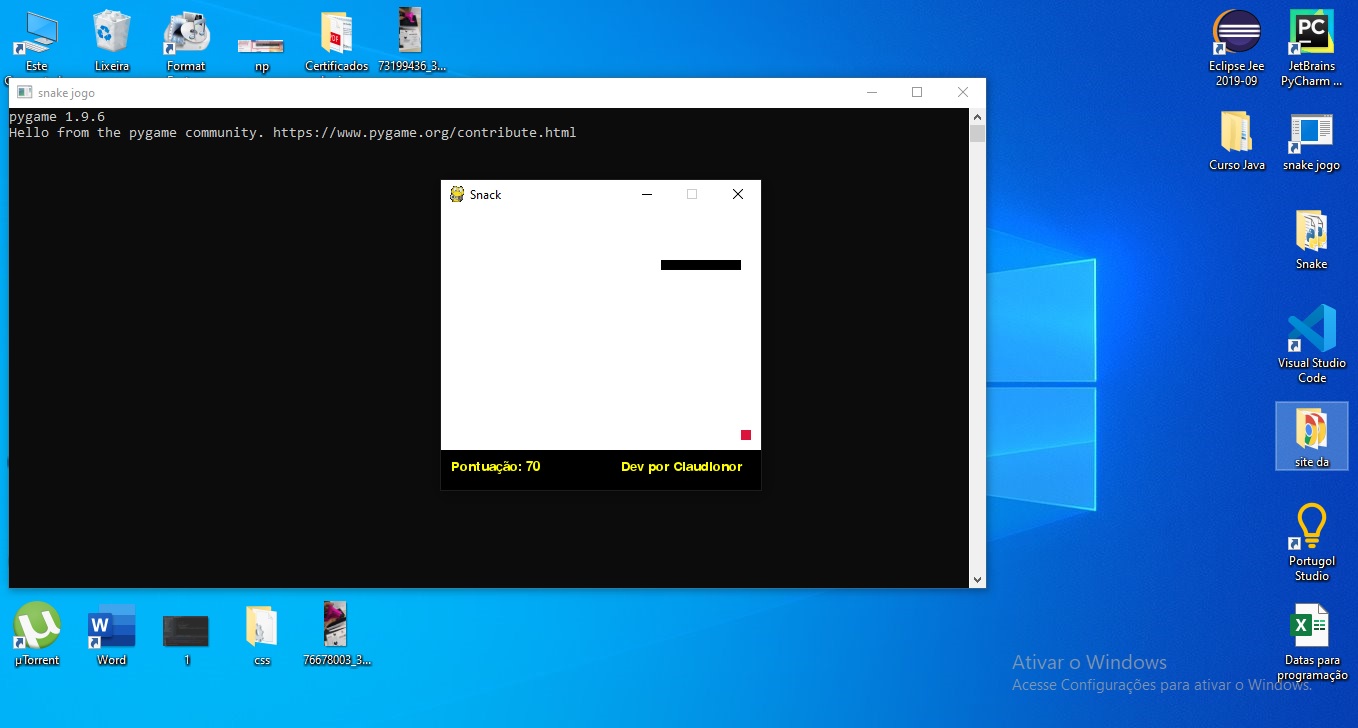 Este
Lixeira
Format
np
Certificados
73199436_3...
Eclipse Jee
2019-09
JetBrains
PyCharm ...
PC
snake jogo
pygame 1.9.6
Hello from the pygame community. https://www.pygame.org/contribute.html
Snack
Pontuação: 70
Dev por Claudionor
Curso Java
snake jogo
Snake
Visual Studio
Code
site da
Portugol
Studio
Datas para
programação
µTorrent
Word
1
css
76678003_3...
Ativar o Windows
Acesse Configurações para ativar o Windows.